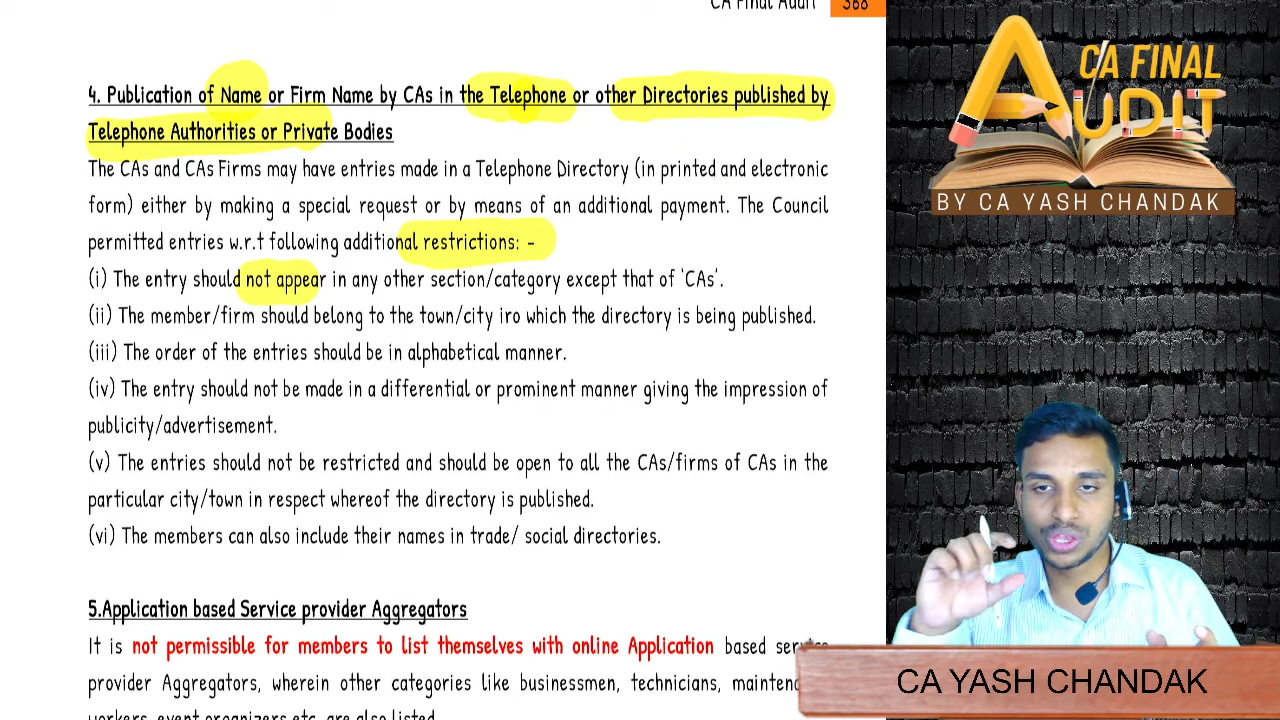 CA Final Audit 368
4. Publication of Name or Firm Name by CAs in the Telephone or other Directories published by
Telephone Authorities or Private Bodies
The CAs and CAs Firms may have entries made in a Telephone Directory (in printed and electronic
form) either by making a special request or by means of an additional payment. The Council
permitted entries w.r.t following additional restrictions: -
(i) The entry should not appear in any other section/category except that of ‘CAs’.
(ii) The member/firm should belong to the town/city iro which the directory is being published.
(iii) The order of the entries should be in alphabetical manner.
(iv) The entry should not be made in a differential or prominent manner giving the impression of
publicity/advertisement.
(v) The entries should not be restricted and should be open to all the CAs/firms of CAs in the
particular city/town in respect whereof the directory is published.
(vi) The members can also include their names in trade/ social directories.
5.Application based Service provider Aggregators
It is not permissible for members to list themselves with online Application based service
provider Aggregators, wherein other categories like businessmen, technicians,
workers, event organizers etc. are also listed.
CA FINAL
AUDIT
BY CA YASH CHANDAK
CA YASH CHANDAK